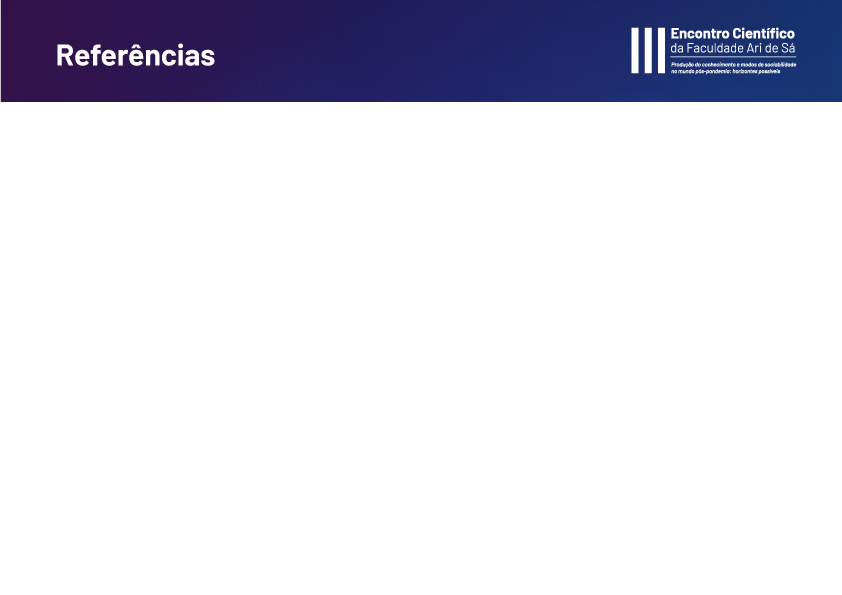 Referências
Encontro Científico
da Faculdade Ari de Sá
Produção do conhecimento e modos de sociabilidade
no mundo pós-pandemia: horizontes possíveis